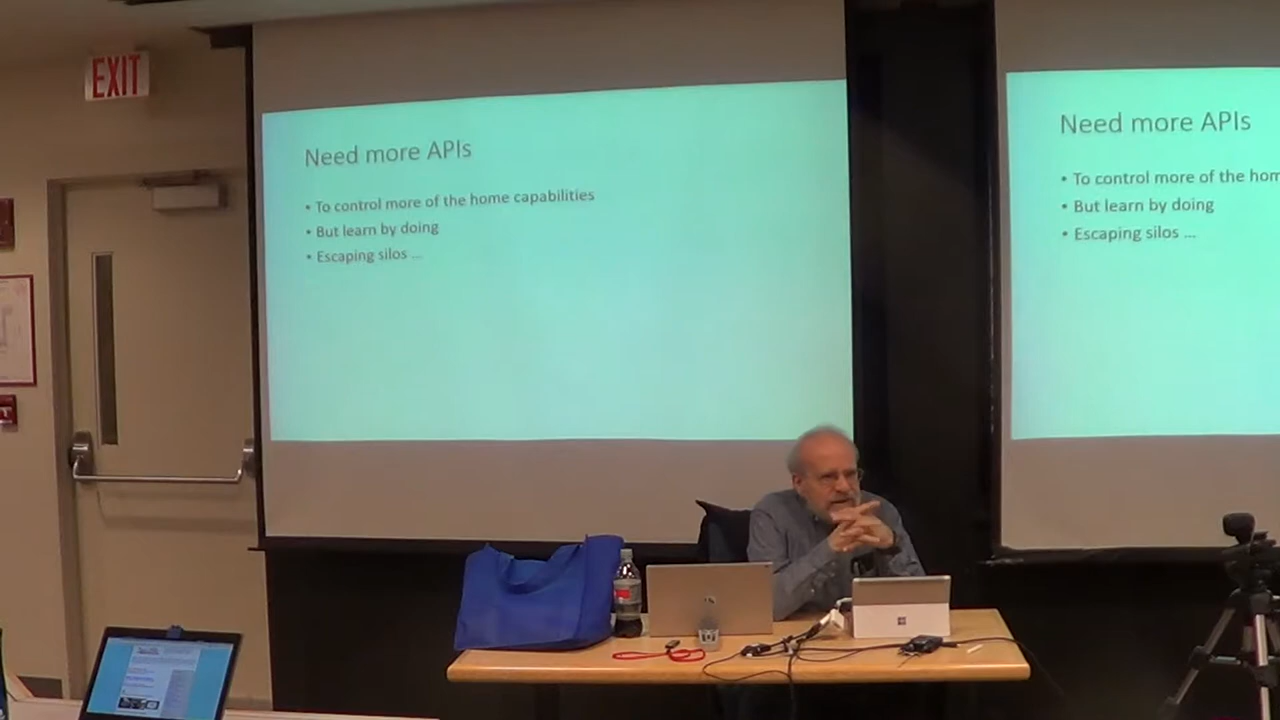 EXIT
Need more APIs
• To control more of the home capabilities
• But learn by doing
• Escaping silos ...
Need more APIs
• To control more of the hom
• But learn by doing
• Escaping silos ...